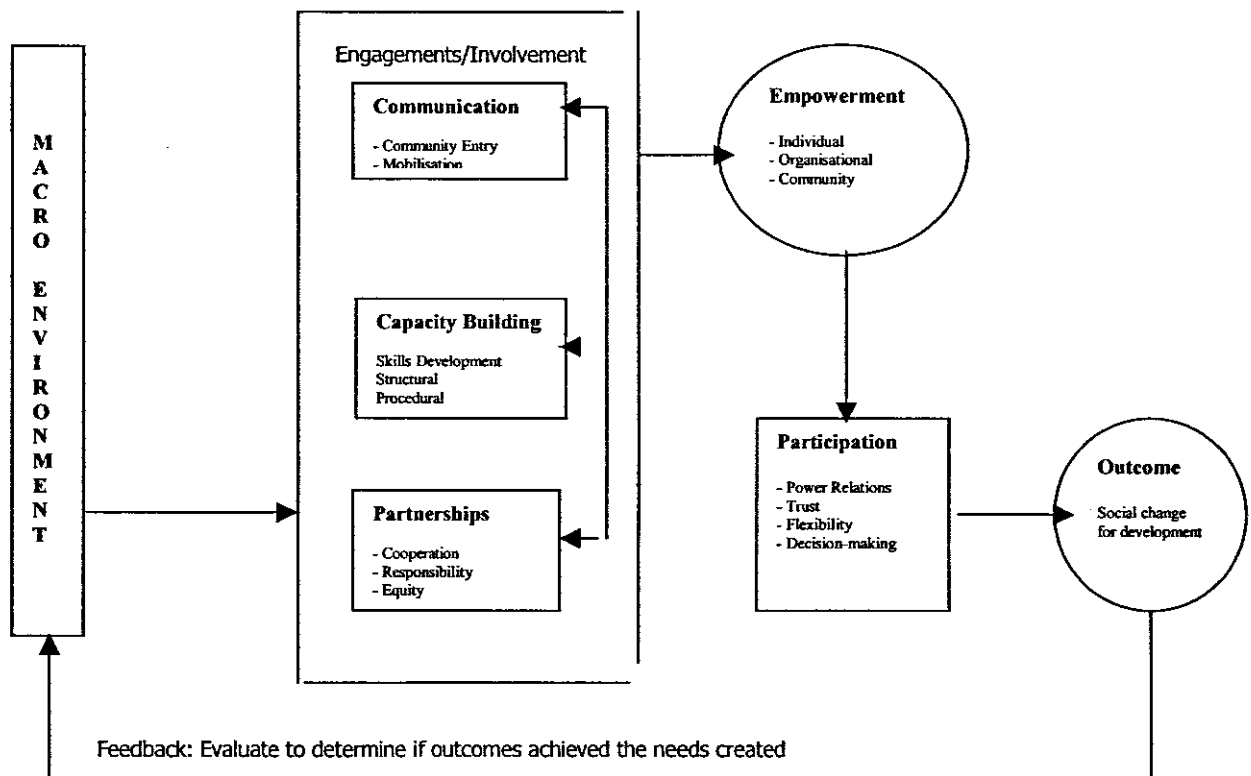 MACRO ENVIRONMENT
Engagements/Involvement
Communication
- Community Entry
- Mobilisation
Capacity Building
Skills Development
Structural
Procedural
Partnerships
- Cooperation
- Responsibility
- Equity
Empowerment
- Individual
- Organisational
- Community
Participation
- Power Relations
- Trust
- Flexibility
- Decision-making
Outcome
Social change
for development
Feedback: Evaluate to determine if outcomes achieved the needs created